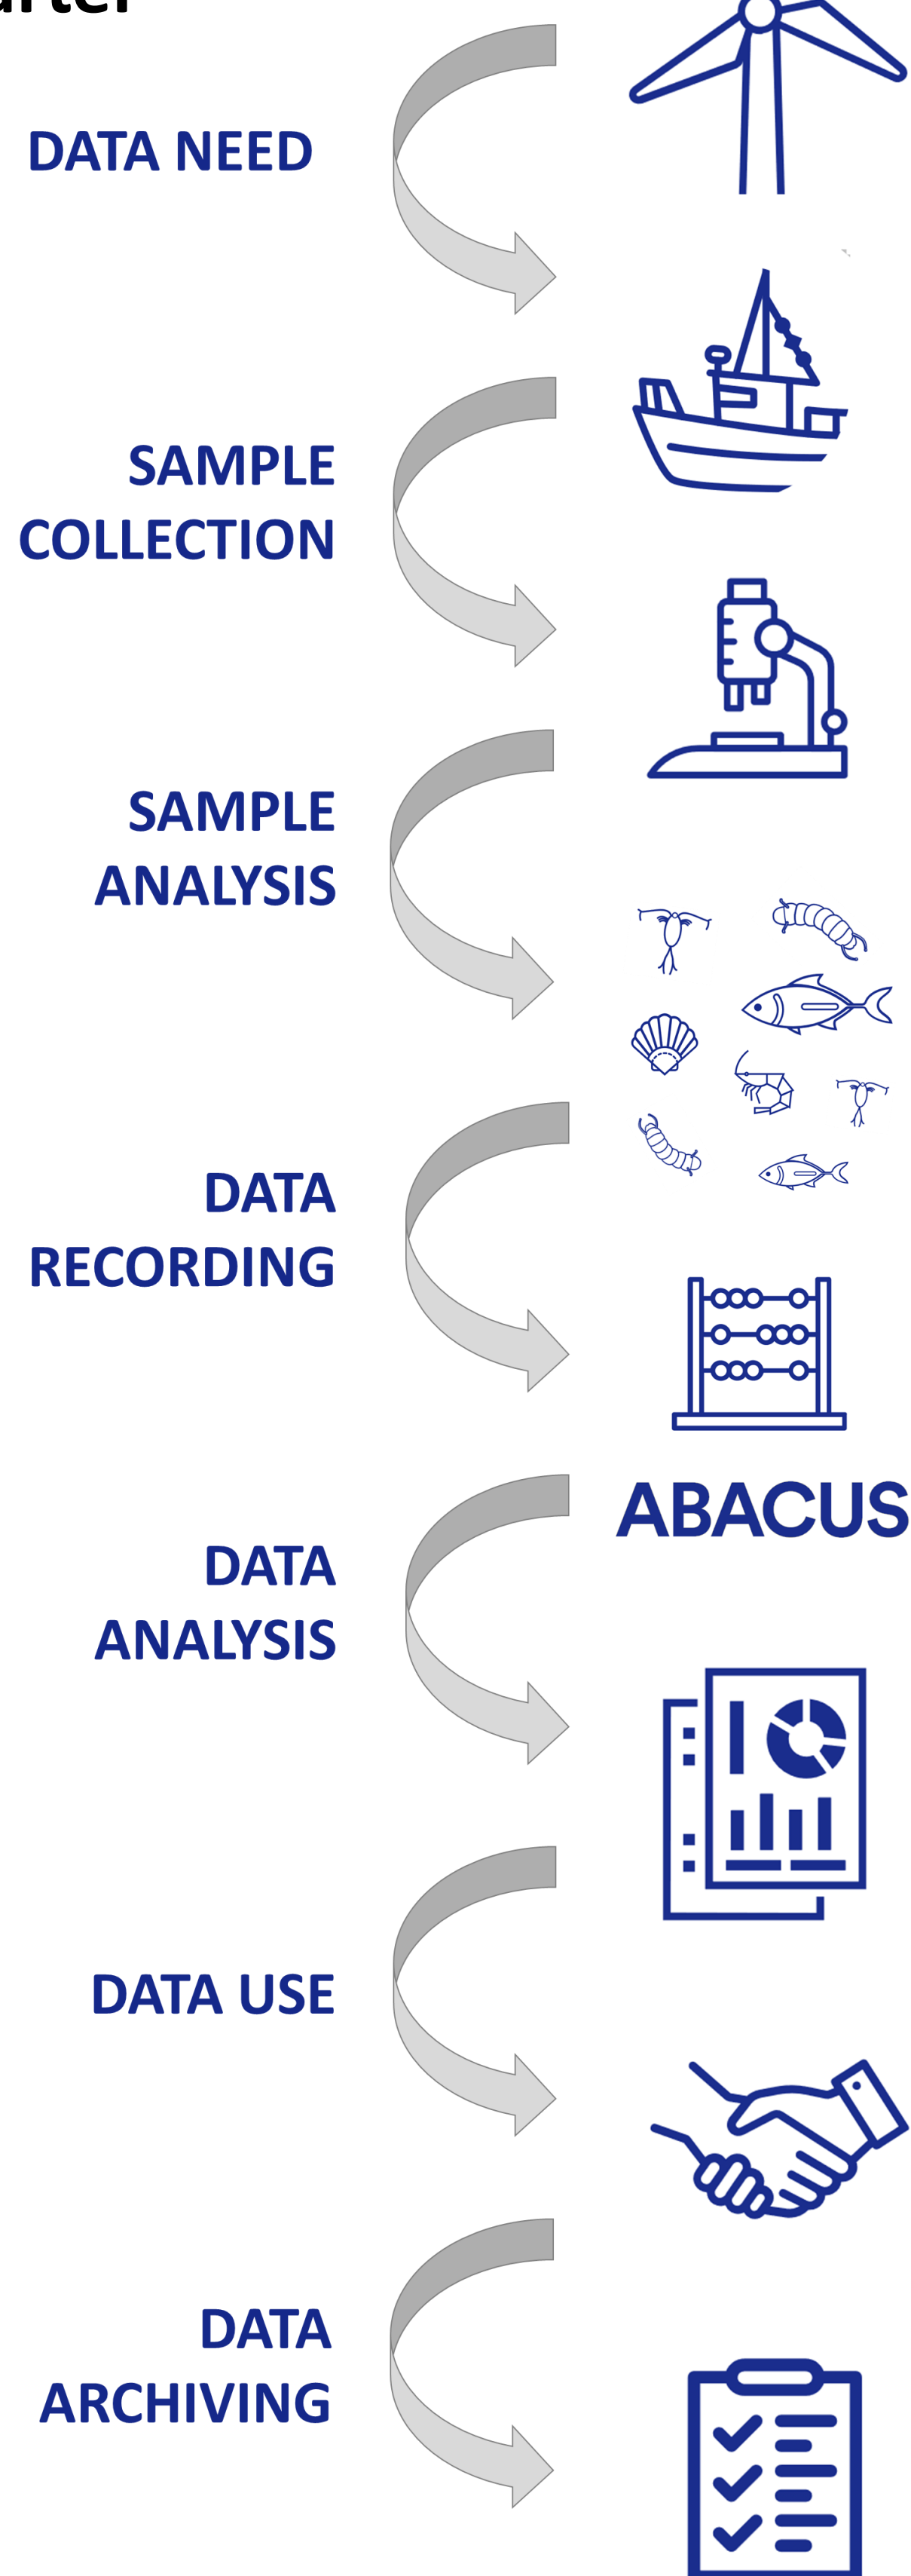 DATA NEED
SAMPLE
COLLECTION
SAMPLE
ANALYSIS
DATA
RECORDING
ABACUS
DATA
ANALYSIS
DATA USE
DATA
ARCHIVING